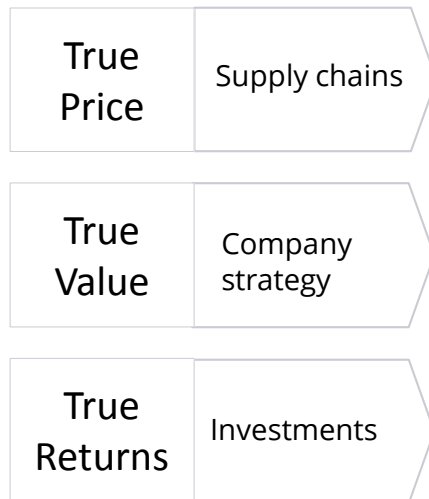 True
Price
Supply chains
True
Value
Company
strategy
True
Returns
Investments